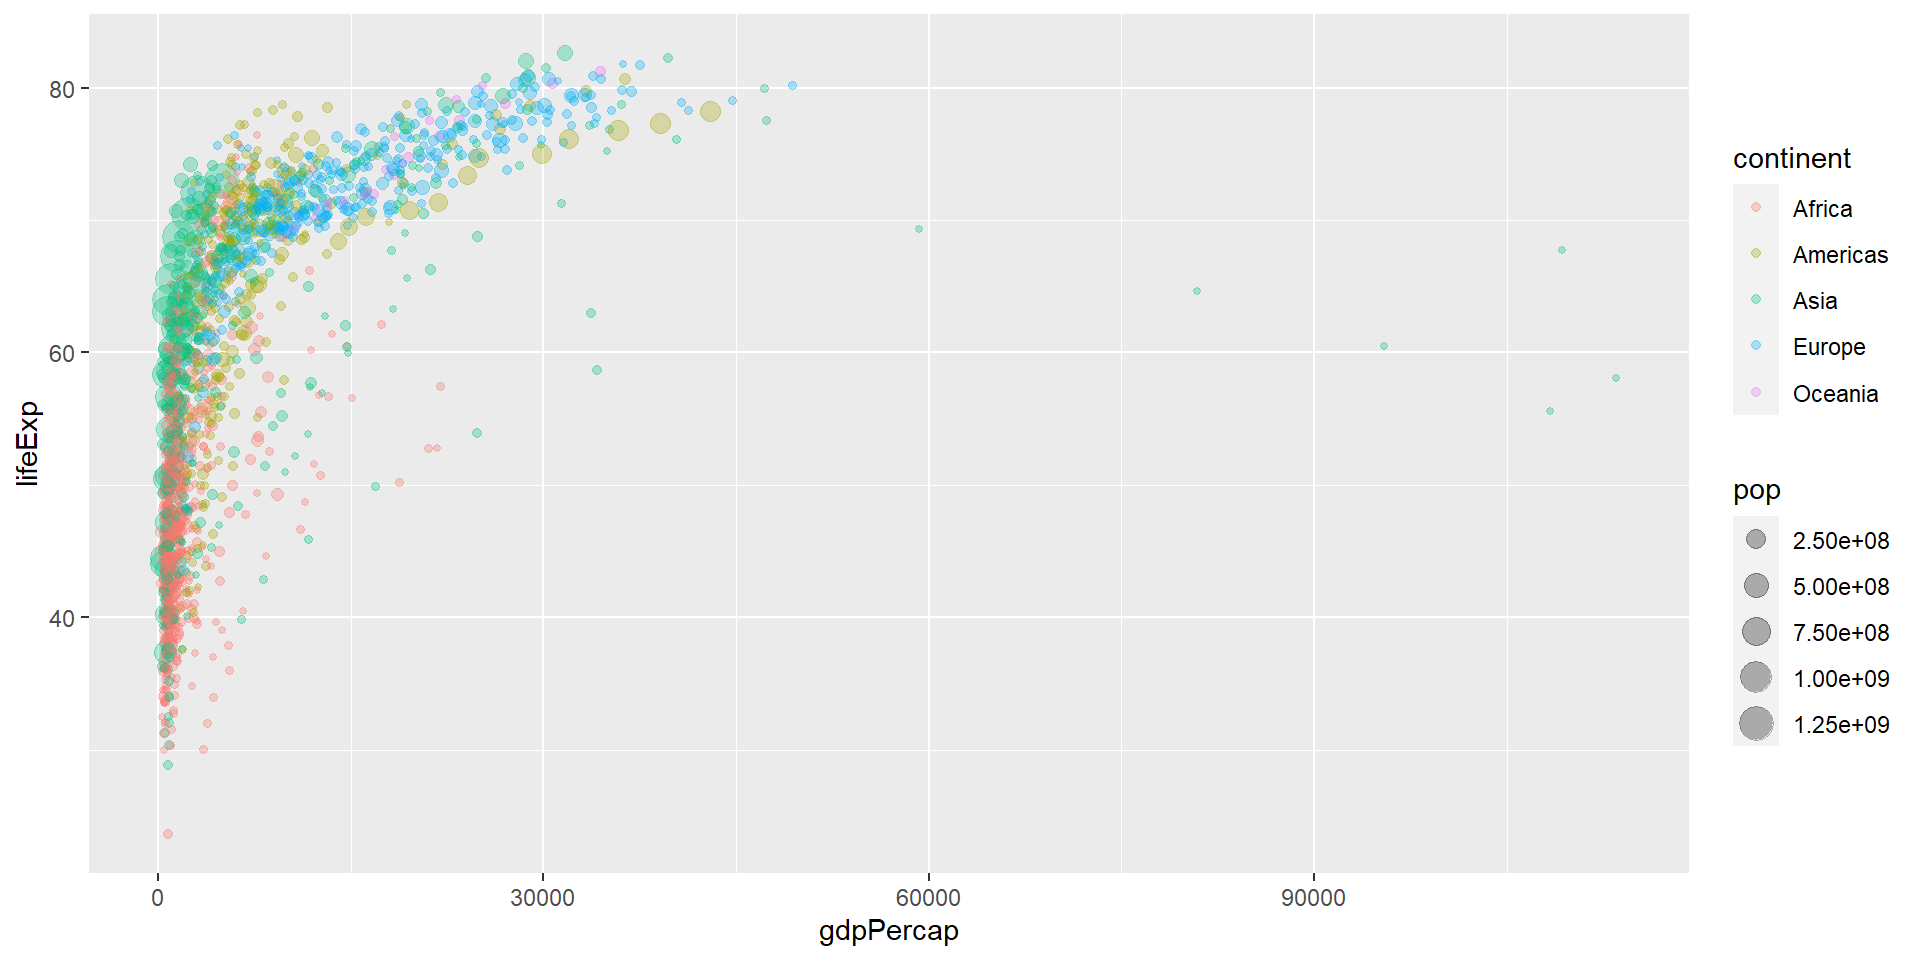 80
60
40
lifeExp
0
30000
60000
90000
gdpPercap
continent
Africa
Americas
Asia
Europe
Oceania
pop
2.50e+08
5.00e+08
7.50e+08
1.00e+09
1.25e+09